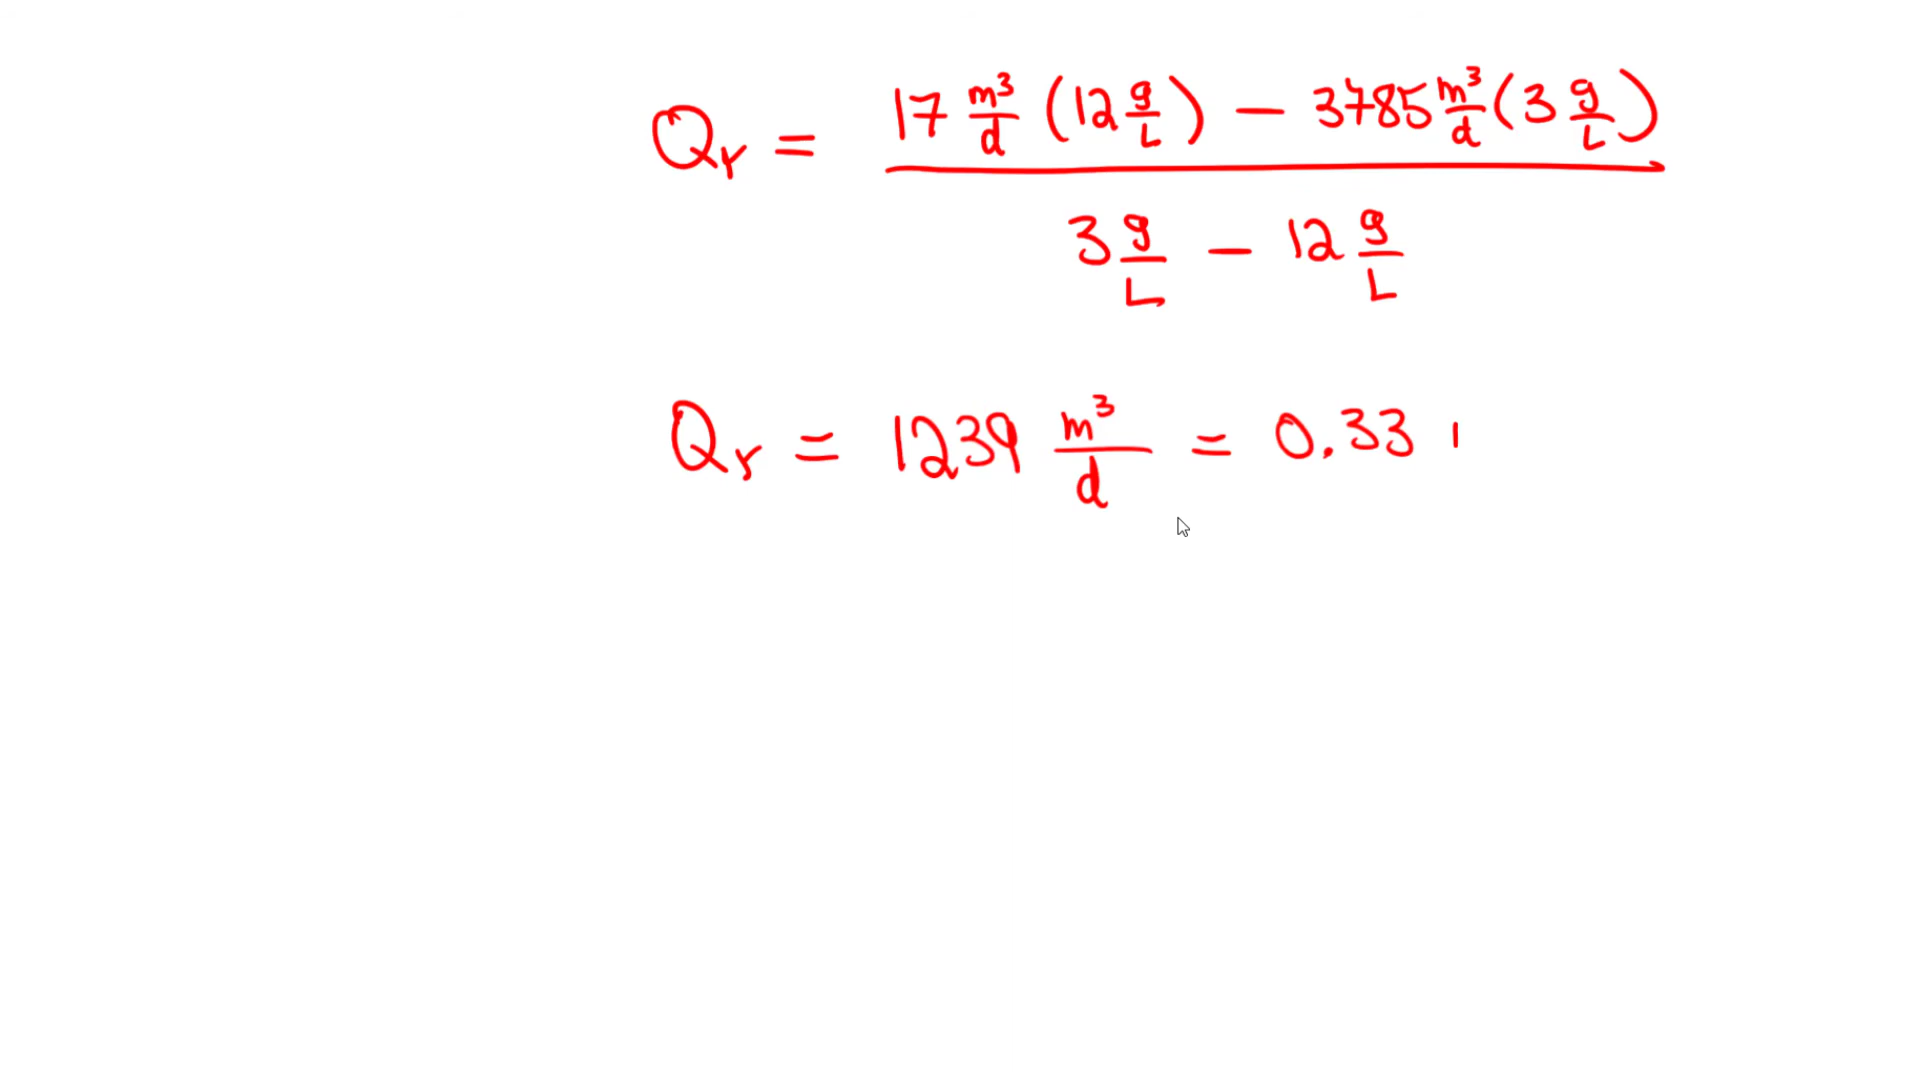 Qr = 17 m³/d (12 g/L) − 3785 m³/d (3 g/L) / 3 g/L − 12 g/L
Qr = 1239 m³/d = 0.33